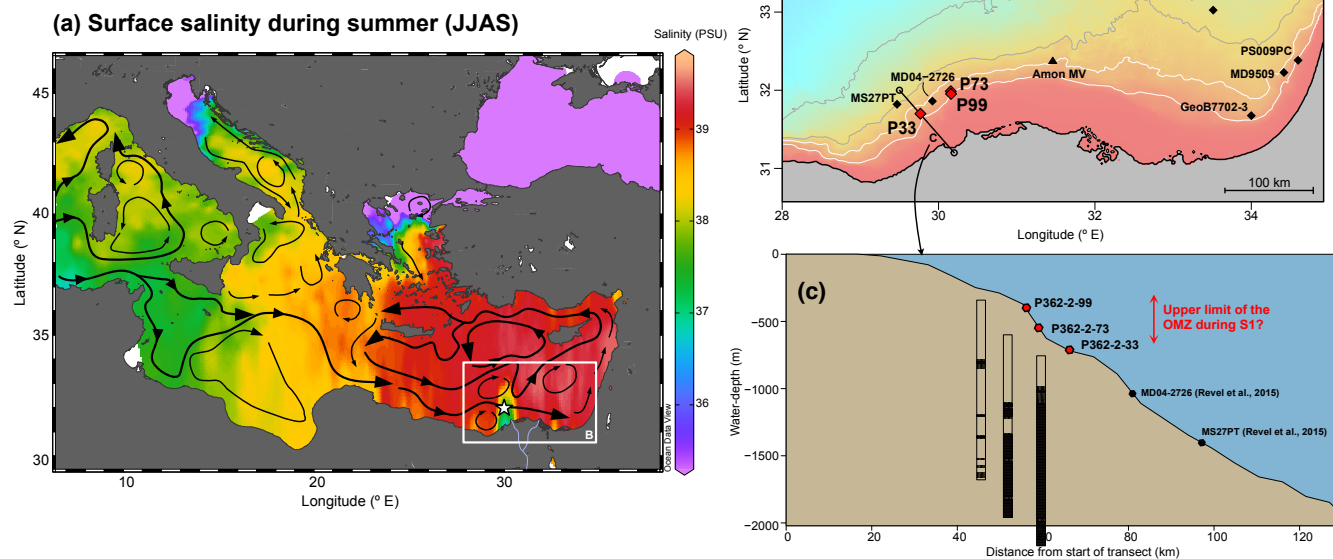 (a) Surface salinity during summer (JJAS)
Salinity (PSU)
45
40
35
30
Latitude (º N)
10
20
30
Longitude (º E)
39
38
37
36
Ocean Data View
B
33
32
31
Latitude (º N)
MS27PT
MD04-2726
P73
P99
P33
C
Amon MV
PS009PC
MD9509
GeoB7702-3
100 km
28
30
32
34
Longitude (º E)
(c)
0
−500
−1000
−1500
−2000
Water-depth (m)
P362-2-99
P362-2-73
P362-2-33
Upper limit of the
OMZ during S1?
MD04-2726 (Revel et al., 2015)
MS27PT (Revel et al., 2015)
0
20
40
60
80
100
120
Distance from start of transect (km)